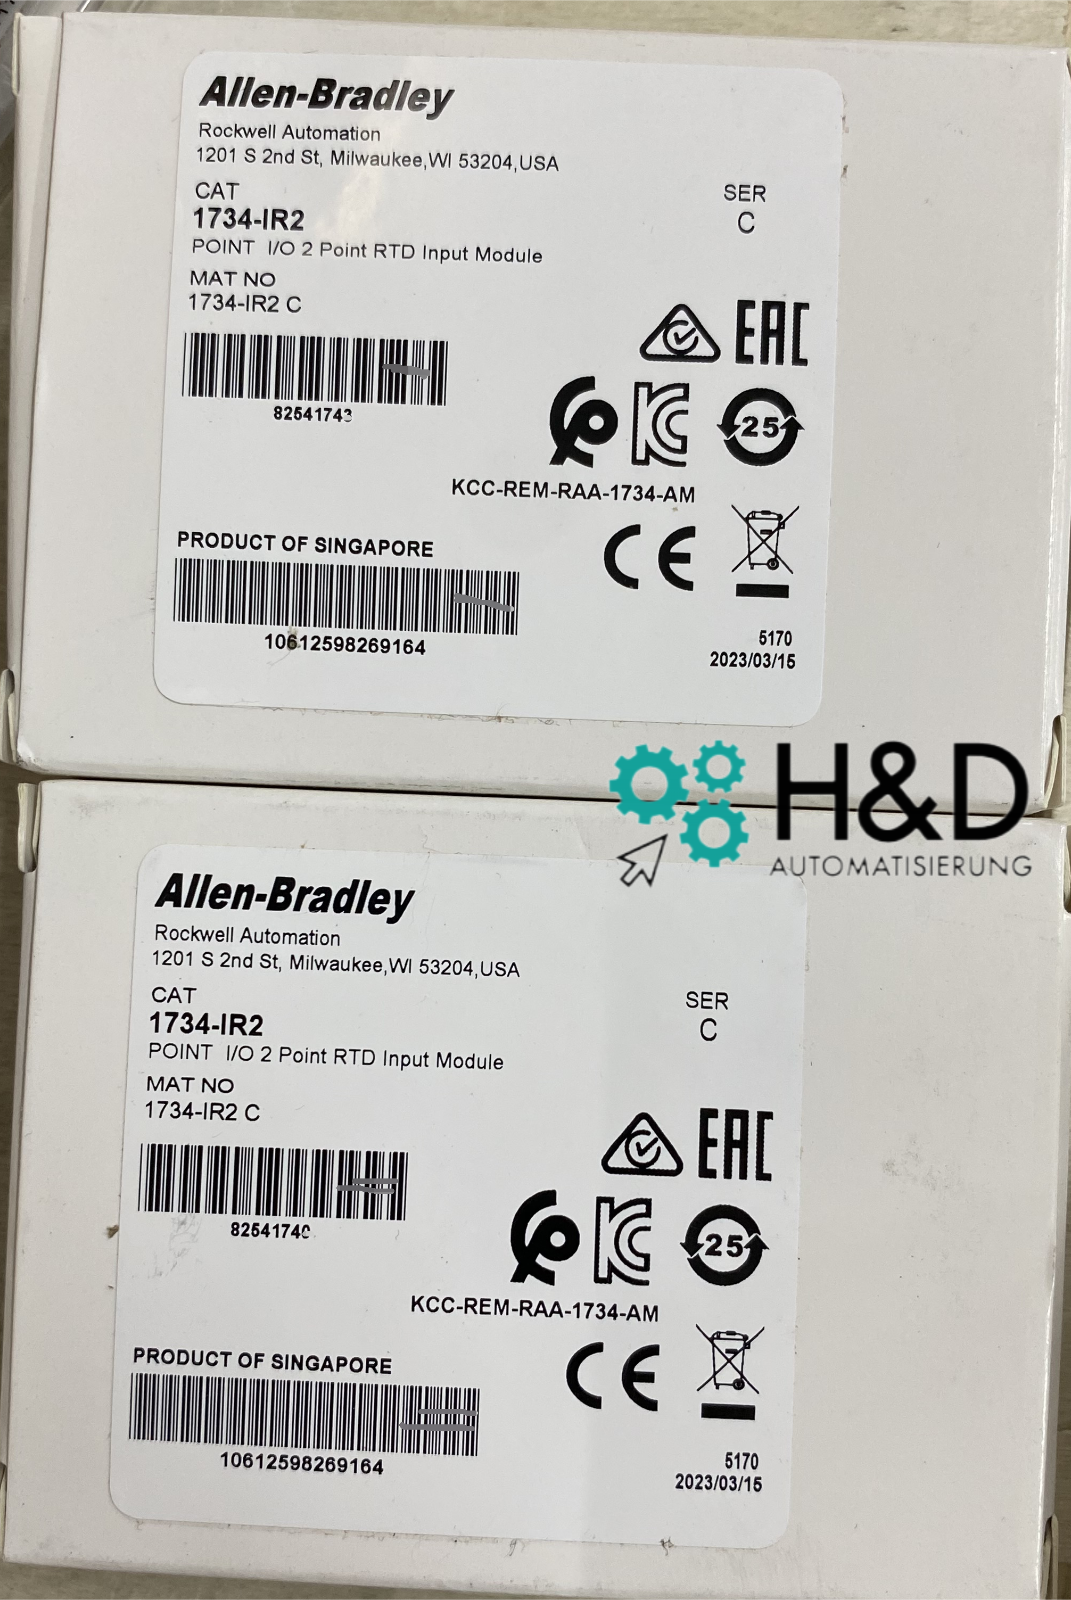 Allen-Bradley
Rockwell Automation
1201 S 2nd St, Milwaukee,WI 53204,USA
CAT
SER
1734-IR2
C
POINT I/O 2 Point RTD Input Module
MAT NO
1734-IR2 C
EAC
25
KCC-REM-RAA-1734-AM
CE
PRODUCT OF SINGAPORE
10612598269164
5170
2023/03/15
H&D
AUTOMATISIERUNG
Allen-Bradley
Rockwell Automation
1201 S 2nd St, Milwaukee,WI 53204,USA
CAT
SER
1734-IR2
C
POINT I/O 2 Point RTD Input Module
MAT NO
1734-IR2 C
EAC
25
KCC-REM-RAA-1734-AM
CE
PRODUCT OF SINGAPORE
10612598269164
5170
2023/03/15